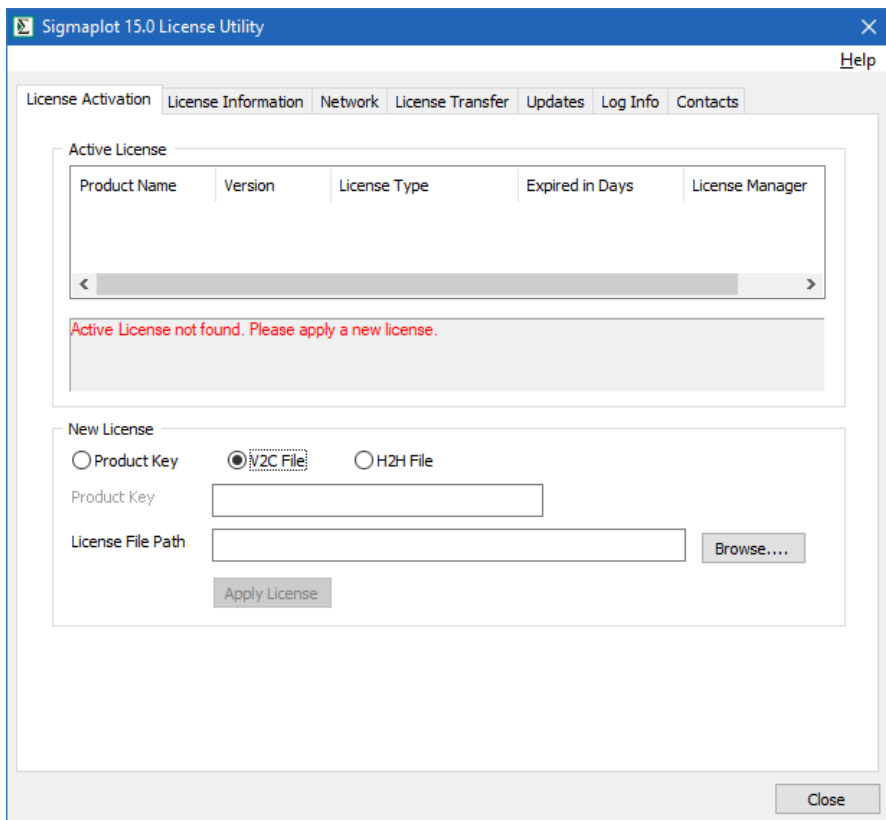 Sigmaplot 15.0 License Utility
Help
License Activation License Information Network License Transfer Updates Log Info Contacts
Active License
Product Name Version License Type Expired in Days License Manager
Active License not found. Please apply a new license.
New License
Product Key V2C File H2H File
Product Key
License File Path Browse....
Apply License
Close